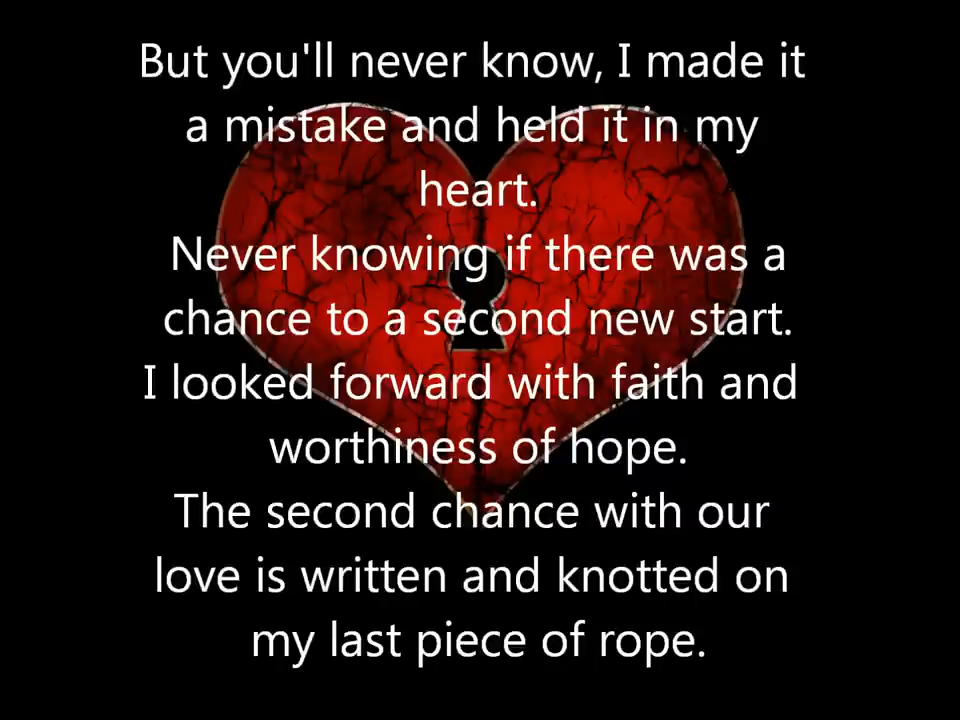 But you'll never know, I made it
a mistake and held it in my
heart.
Never knowing if there was a
chance to a second new start.
I looked forward with faith and
worthiness of hope.
The second chance with our
love is written and knotted on
my last piece of rope.